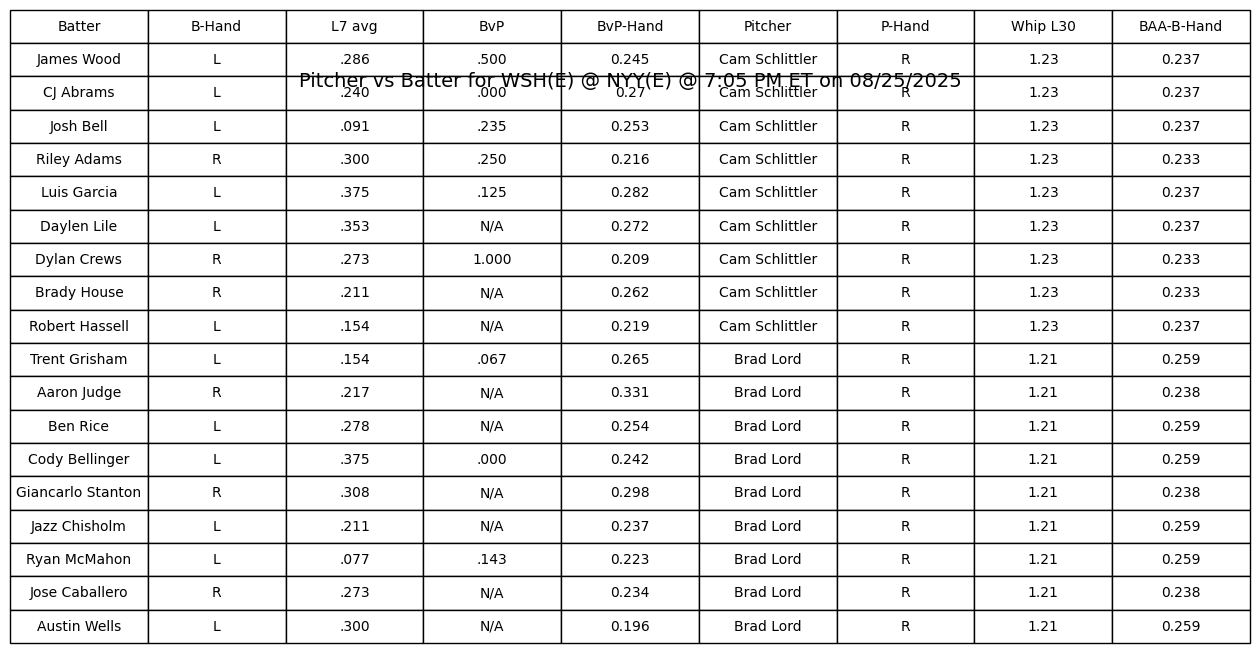 Batter B-Hand L7 avg BvP BvP-Hand Pitcher P-Hand Whip L30 BAA-B-Hand
James Wood L .286 .500 0.245 Cam Schlittler R 1.23 0.237
Pitcher vs Batter for WSH(E) @ NYY(E) @ 7:05 PM ET on 08/25/2025
CJ Abrams L .240 .000 0.27 Cam Schlittler R 1.23 0.237
Josh Bell L .091 .235 0.253 Cam Schlittler R 1.23 0.237
Riley Adams R .300 .250 0.216 Cam Schlittler R 1.23 0.233
Luis Garcia L .375 .125 0.282 Cam Schlittler R 1.23 0.237
Daylen Lile L .353 N/A 0.272 Cam Schlittler R 1.23 0.237
Dylan Crews R .273 1.000 0.209 Cam Schlittler R 1.23 0.233
Brady House R .211 N/A 0.262 Cam Schlittler R 1.23 0.233
Robert Hassell L .154 N/A 0.219 Cam Schlittler R 1.23 0.237
Trent Grisham L .154 .067 0.265 Brad Lord R 1.21 0.259
Aaron Judge R .217 N/A 0.331 Brad Lord R 1.21 0.238
Ben Rice L .278 N/A 0.254 Brad Lord R 1.21 0.259
Cody Bellinger L .375 .000 0.242 Brad Lord R 1.21 0.259
Giancarlo Stanton R .308 N/A 0.298 Brad Lord R 1.21 0.238
Jazz Chisholm L .211 N/A 0.237 Brad Lord R 1.21 0.259
Ryan McMahon L .077 .143 0.223 Brad Lord R 1.21 0.259
Jose Caballero R .273 N/A 0.234 Brad Lord R 1.21 0.238
Austin Wells L .300 N/A 0.196 Brad Lord R 1.21 0.259